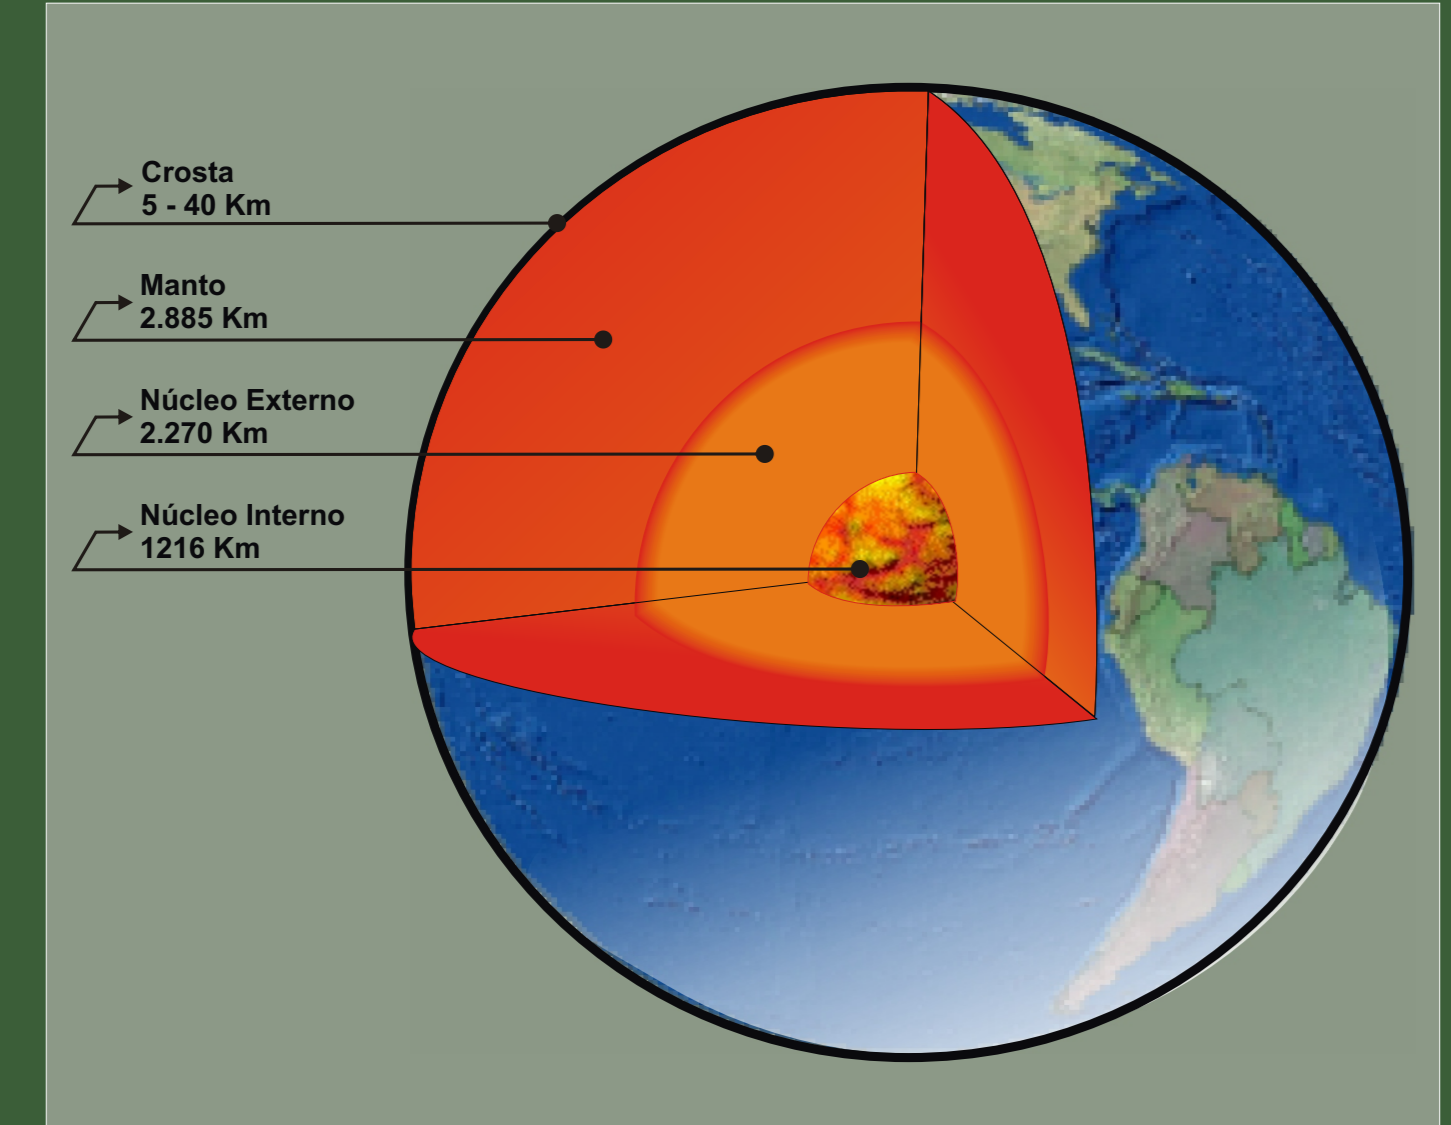 Crosta
5 - 40 Km
Manto
2.885 Km
Núcleo Externo
2.270 Km
Núcleo Interno
1216 Km